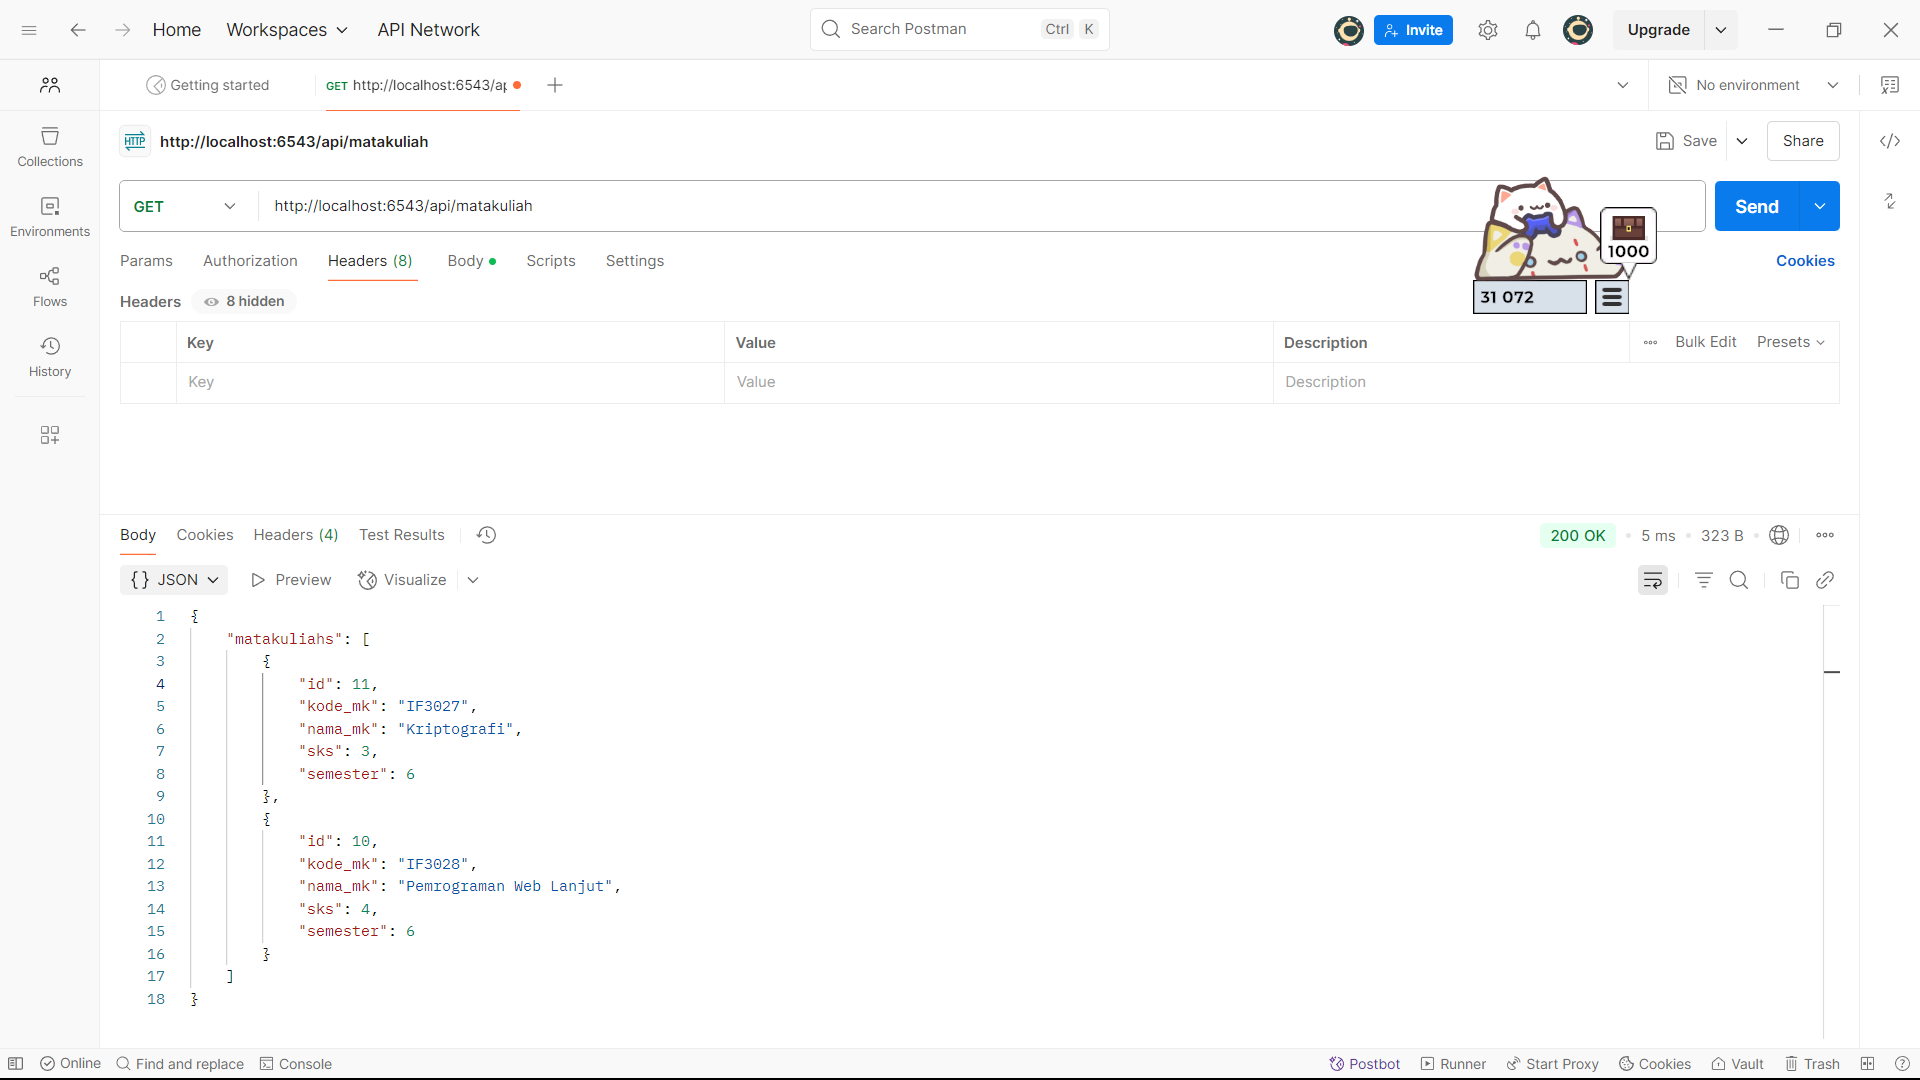 Home Workspaces API Network Search Postman Ctrl K Invite Upgrade
Getting started GET http://localhost:6543/ap No environment
HTTP http://localhost:6543/api/matakuliah Save Share
Collections
Environments
Flows
History
GET http://localhost:6543/api/matakuliah Send
1000
31 072
Params Authorization Headers (8) Body Scripts Settings Cookies
Headers 8 hidden
Key Value Description Bulk Edit Presets
Key Value Description
Body Cookies Headers (4) Test Results 200 OK 5 ms 323 B
{} JSON Preview Visualize
1 {
2 "matakuliahs": [
3 {
4 "id": 11,
5 "kode_mk": "IF3027",
6 "nama_mk": "Kriptografi",
7 "sks": 3,
8 "semester": 6
9 },
10 {
11 "id": 10,
12 "kode_mk": "IF3028",
13 "nama_mk": "Pemrograman Web Lanjut",
14 "sks": 4,
15 "semester": 6
16 }
17 ]
18 }
Online Find and replace Console Postbot Runner Start Proxy Cookies Vault Trash